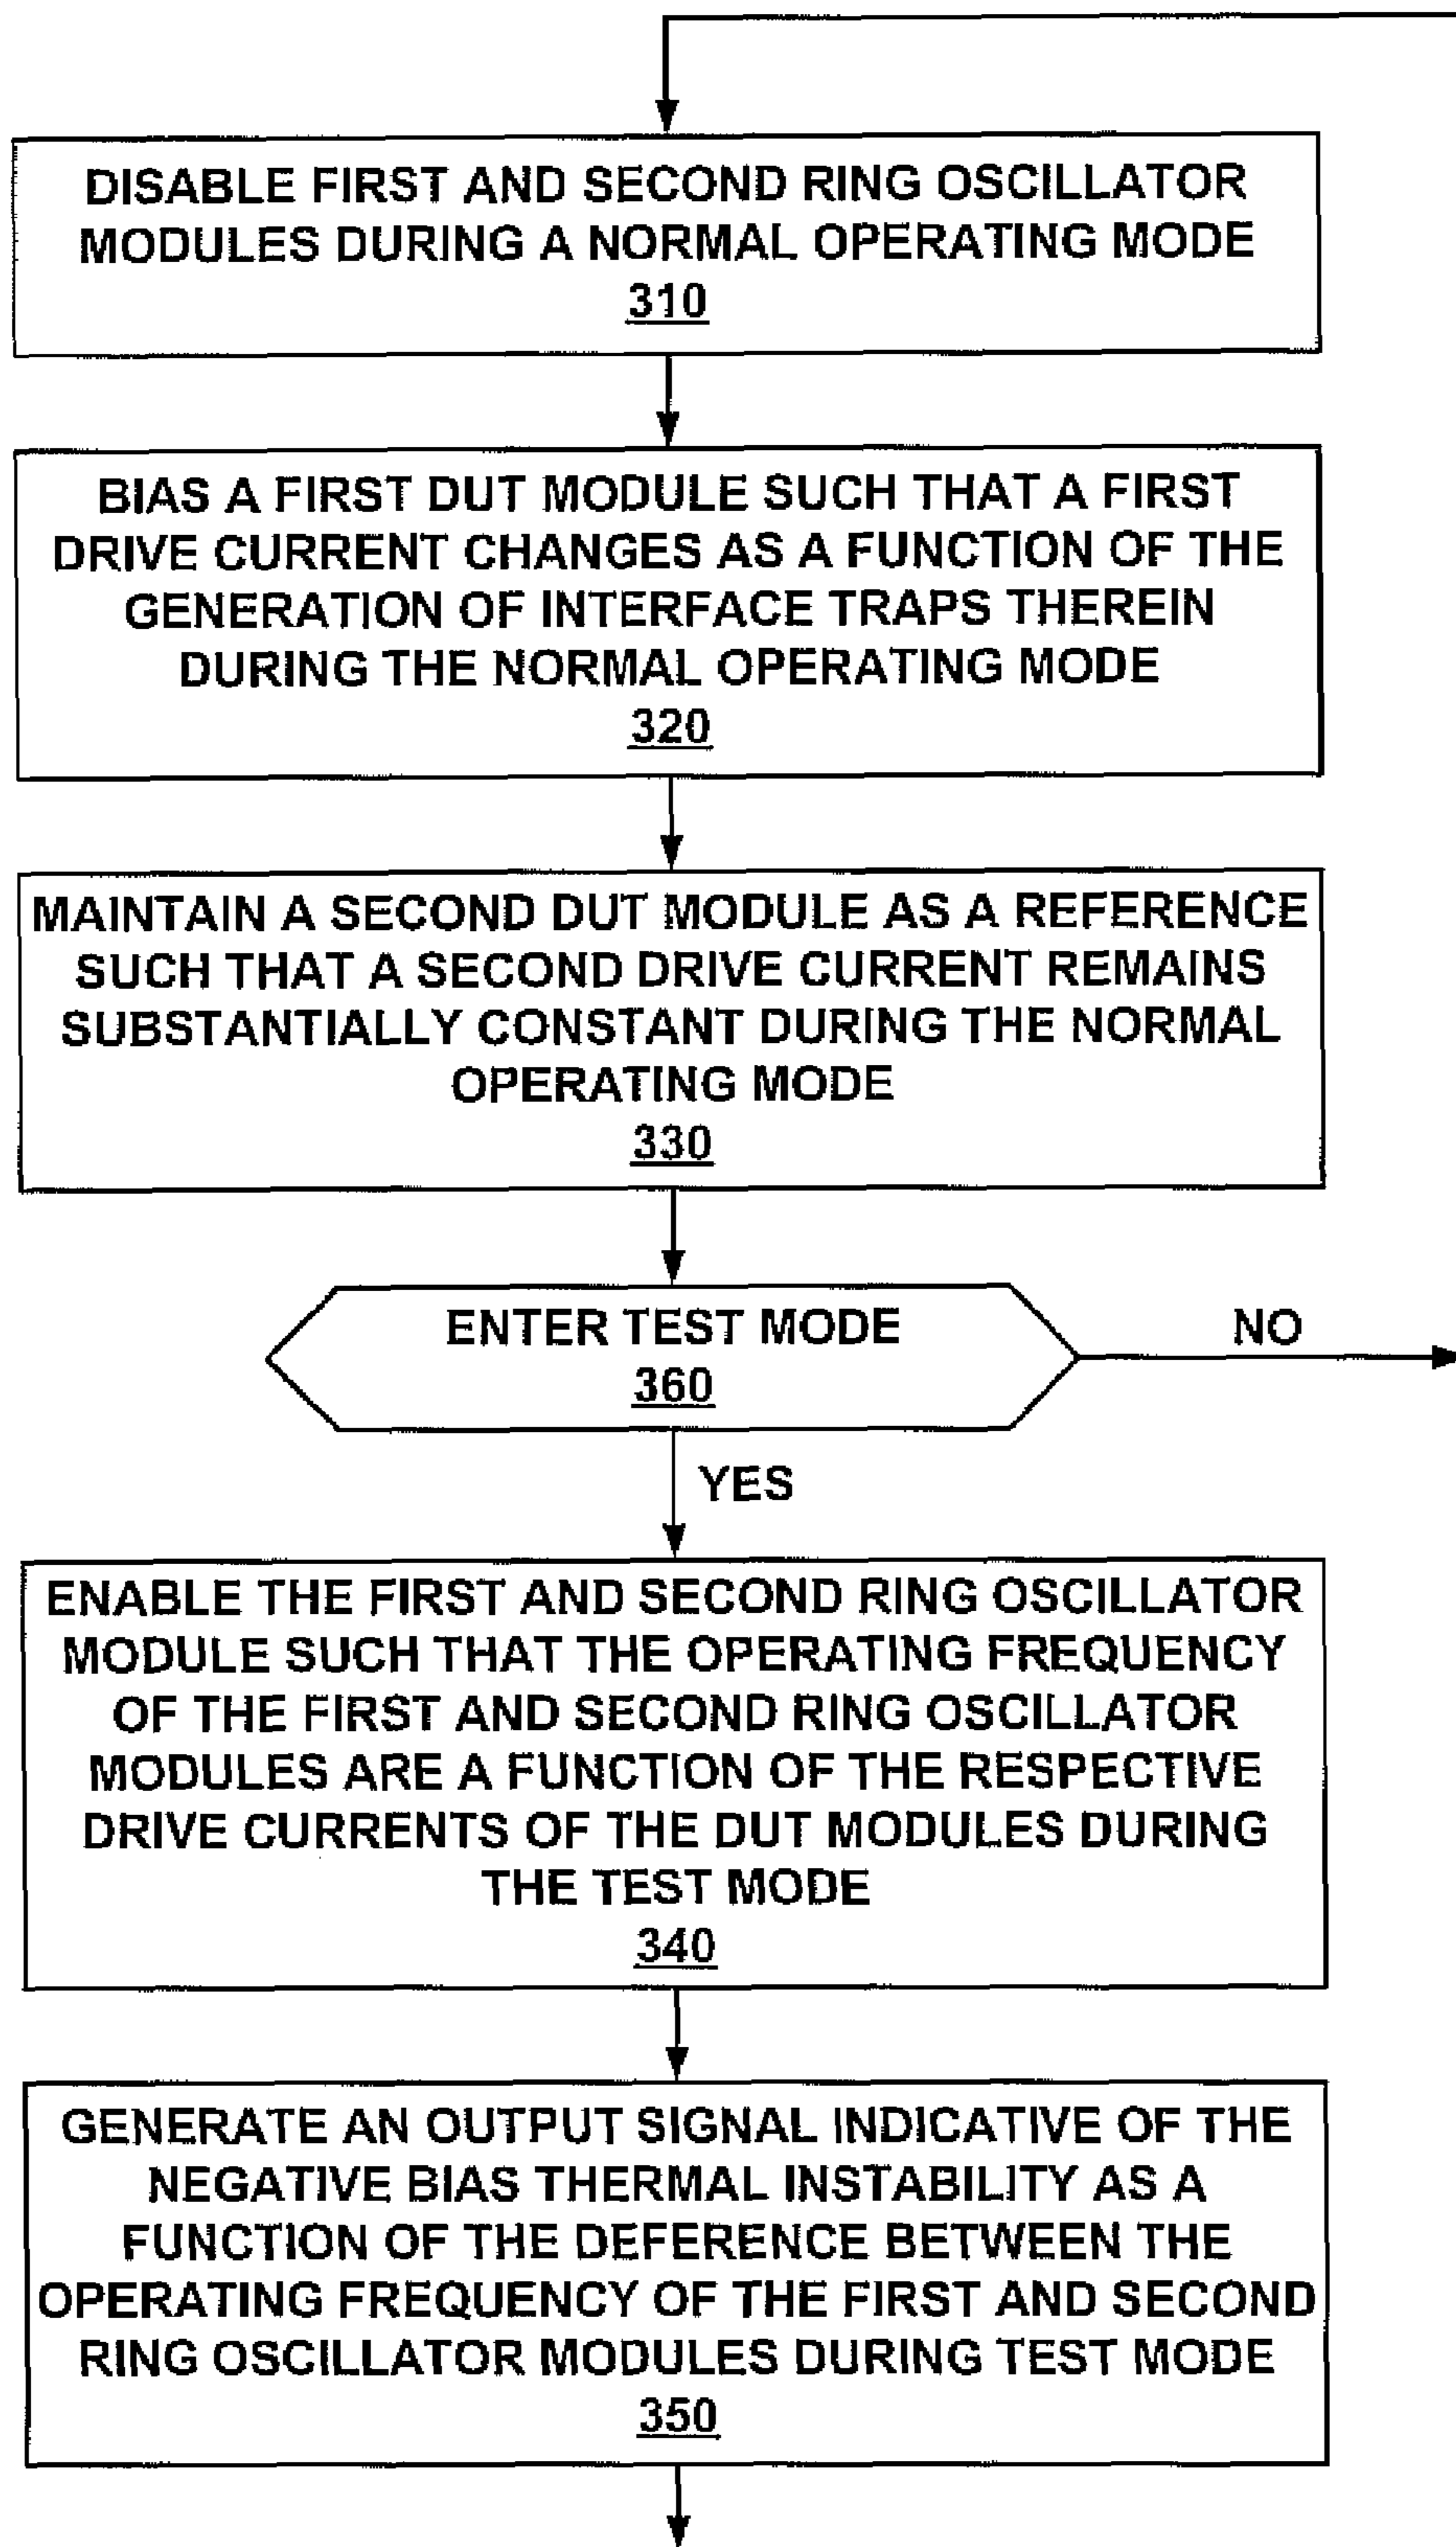 DISABLE FIRST AND SECOND RING OSCILLATOR
MODULES DURING A NORMAL OPERATING MODE
310
BIAS A FIRST DUT MODULE SUCH THAT A FIRST
DRIVE CURRENT CHANGES AS A FUNCTION OF THE
GENERATION OF INTERFACE TRAPS THEREIN
DURING THE NORMAL OPERATING MODE
320
MAINTAIN A SECOND DUT MODULE AS A REFERENCE
SUCH THAT A SECOND DRIVE CURRENT REMAINS
SUBSTANTIALLY CONSTANT DURING THE NORMAL
OPERATING MODE
330
ENTER TEST MODE
360
NO
YES
ENABLE THE FIRST AND SECOND RING OSCILLATOR
MODULE SUCH THAT THE OPERATING FREQUENCY
OF THE FIRST AND SECOND RING OSCILLATOR
MODULES ARE A FUNCTION OF THE RESPECTIVE
DRIVE CURRENTS OF THE DUT MODULES DURING
THE TEST MODE
340
GENERATE AN OUTPUT SIGNAL INDICATIVE OF THE
NEGATIVE BIAS THERMAL INSTABILITY AS A
FUNCTION OF THE DEFERENCE BETWEEN THE
OPERATING FREQUENCY OF THE FIRST AND SECOND
RING OSCILLATOR MODULES DURING TEST MODE
350